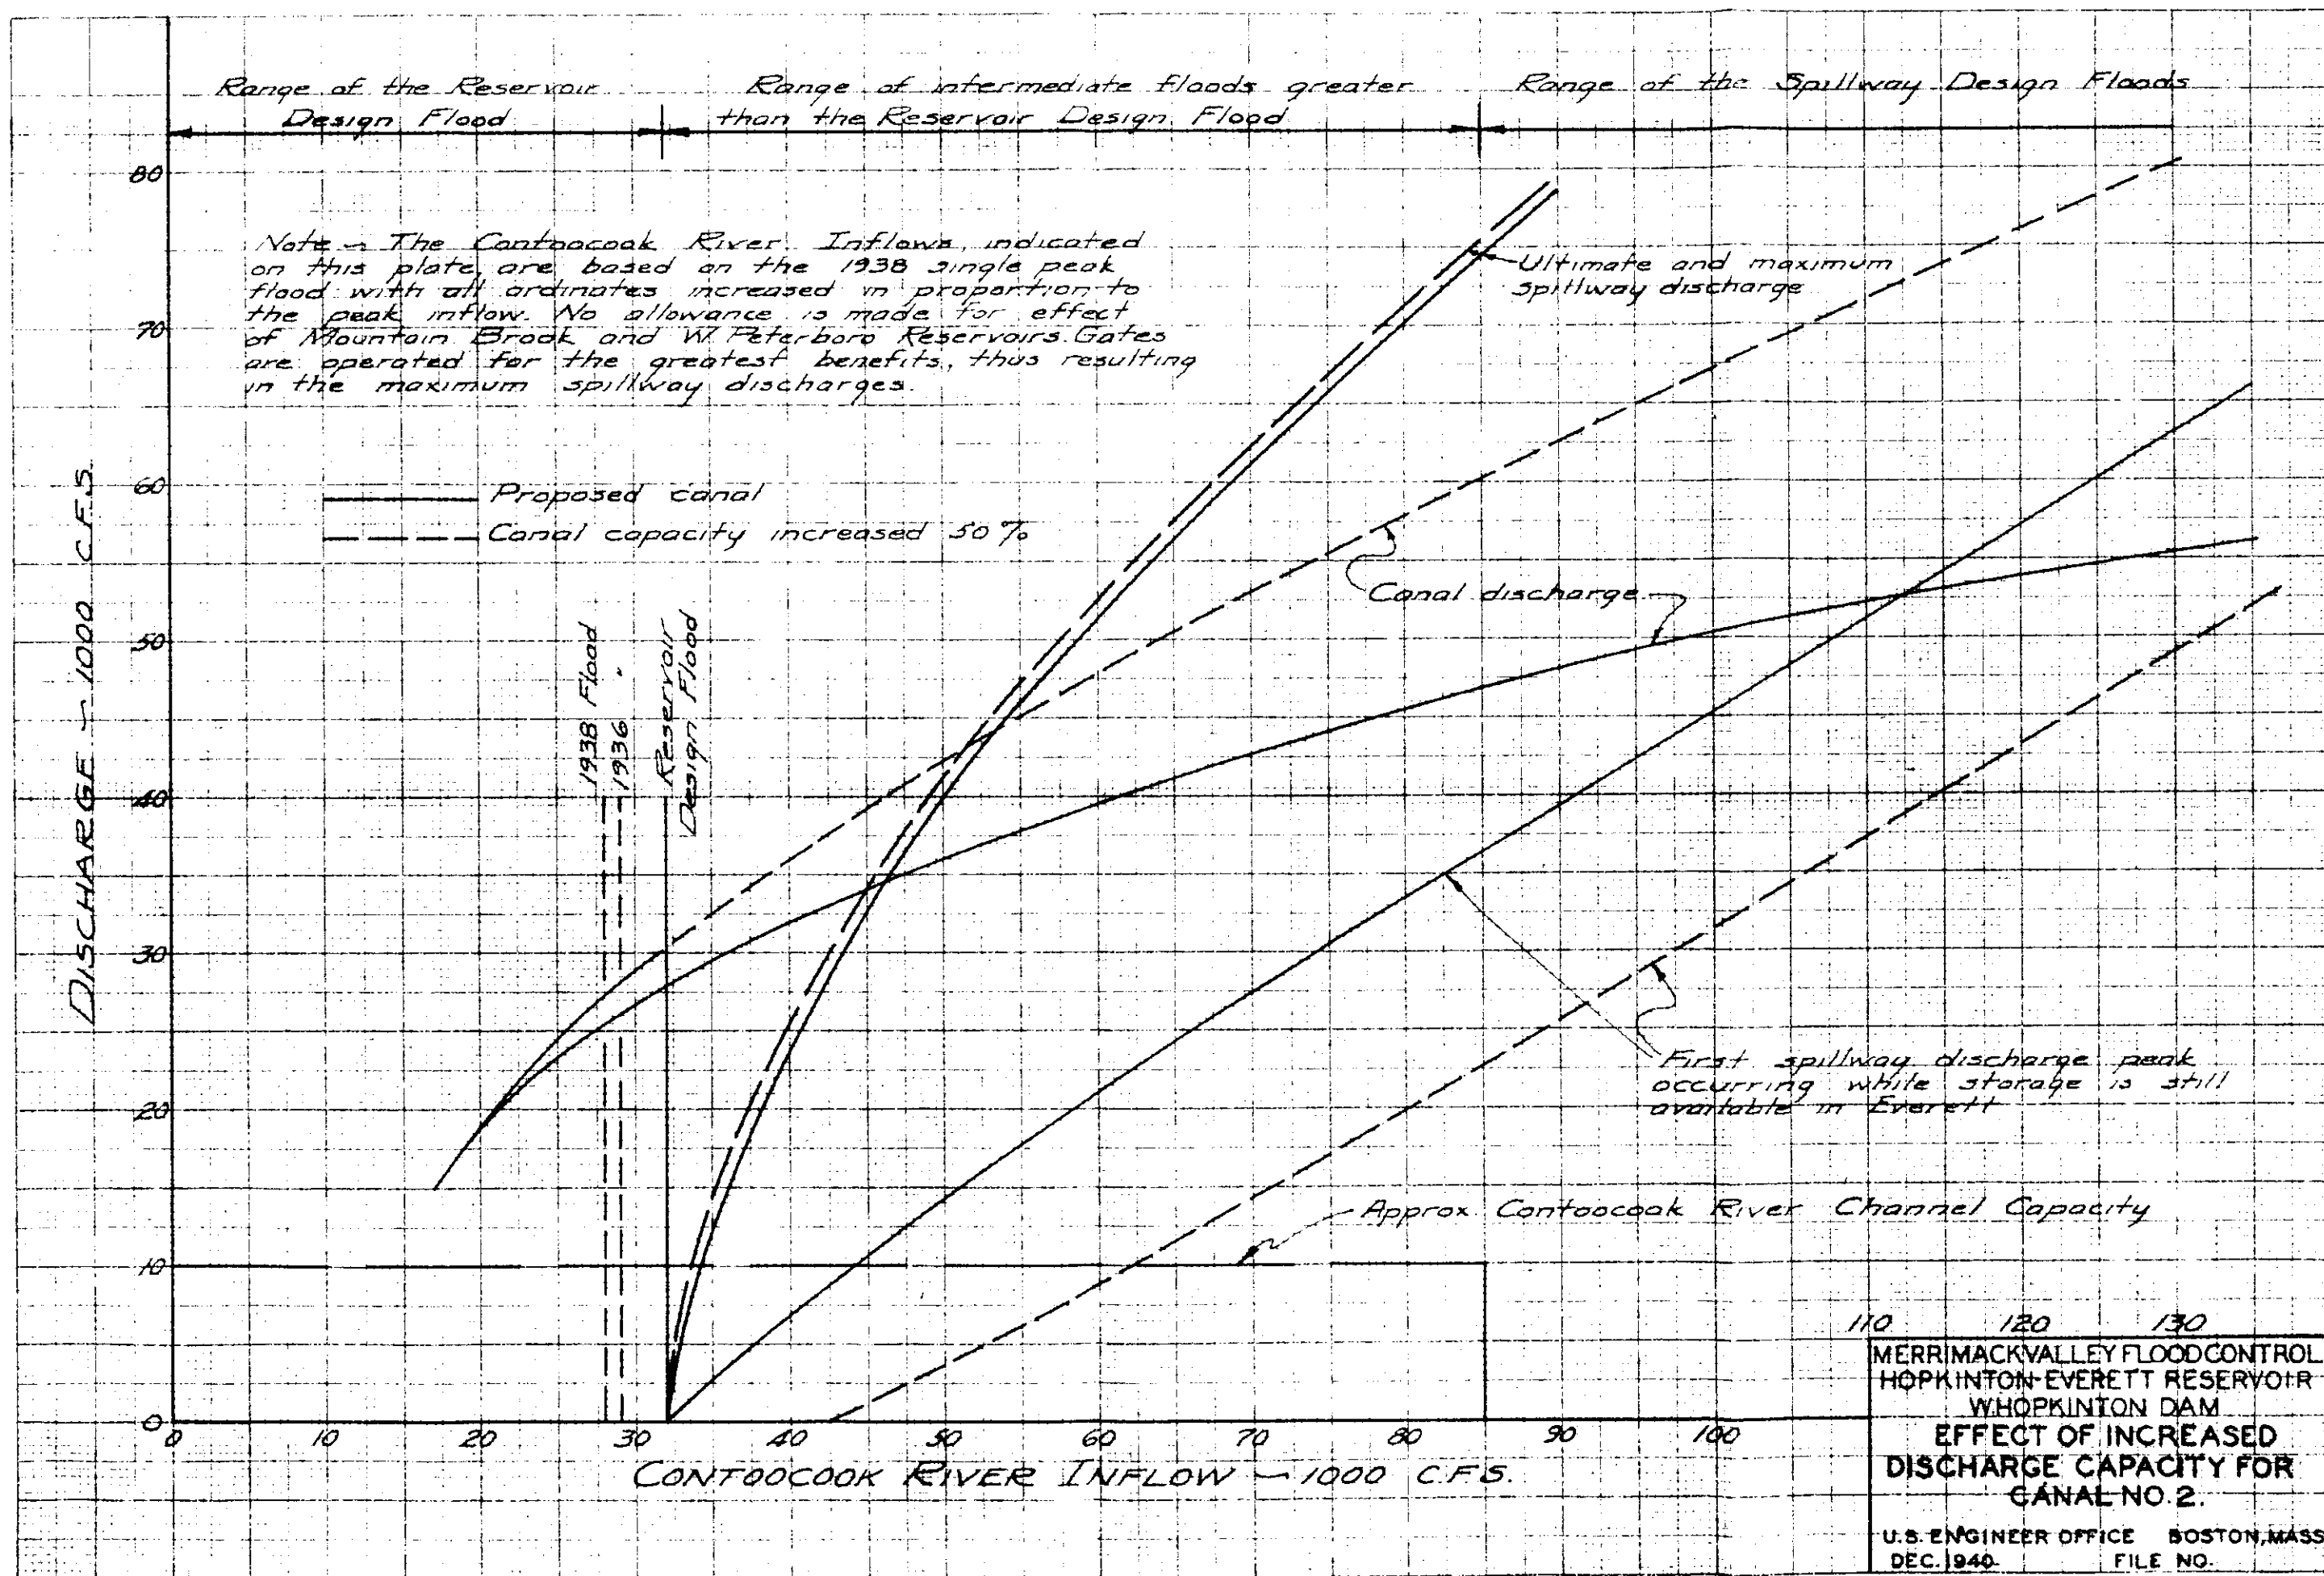 Range of the Reservoir
Design Flood
Range of intermediate floods greater
than the Reservoir Design Flood
Range of the Spillway Design Floods
80
Note ~ The Contoocook River Inflows, indicated
on this plate, are based on the 1938 single peak
flood with all ordinates increased in proportion to
the peak inflow. No allowance is made for effect
of Mountain Brook and W. Peterboro Reservoirs. Gates
are operated for the greatest benefits, thus resulting
in the maximum spillway discharges.
Ultimate and maximum
spillway discharge
70
60
Proposed canal
Canal capacity increased 50%
Canal discharge
DISCHARGE ~ 1000 C.F.S.
50
1938 Flood
1936 "
Reservoir
Design Flood
40
30
First spillway discharge peak
occurring while storage is still
available in Everett
20
Approx. Contoocook River Channel Capacity
10
0
0 10 20 30 40 50 60 70 80 90 100
110 120 130
CONTOOCOOK RIVER INFLOW ~ 1000 C.F.S.
MERRIMACK VALLEY FLOOD CONTROL
HOPKINTON-EVERETT RESERVOIR
W. HOPKINTON DAM
EFFECT OF INCREASED
DISCHARGE CAPACITY FOR
CANAL NO. 2.
U.S. ENGINEER OFFICE BOSTON, MASS
DEC. 1940 FILE NO.